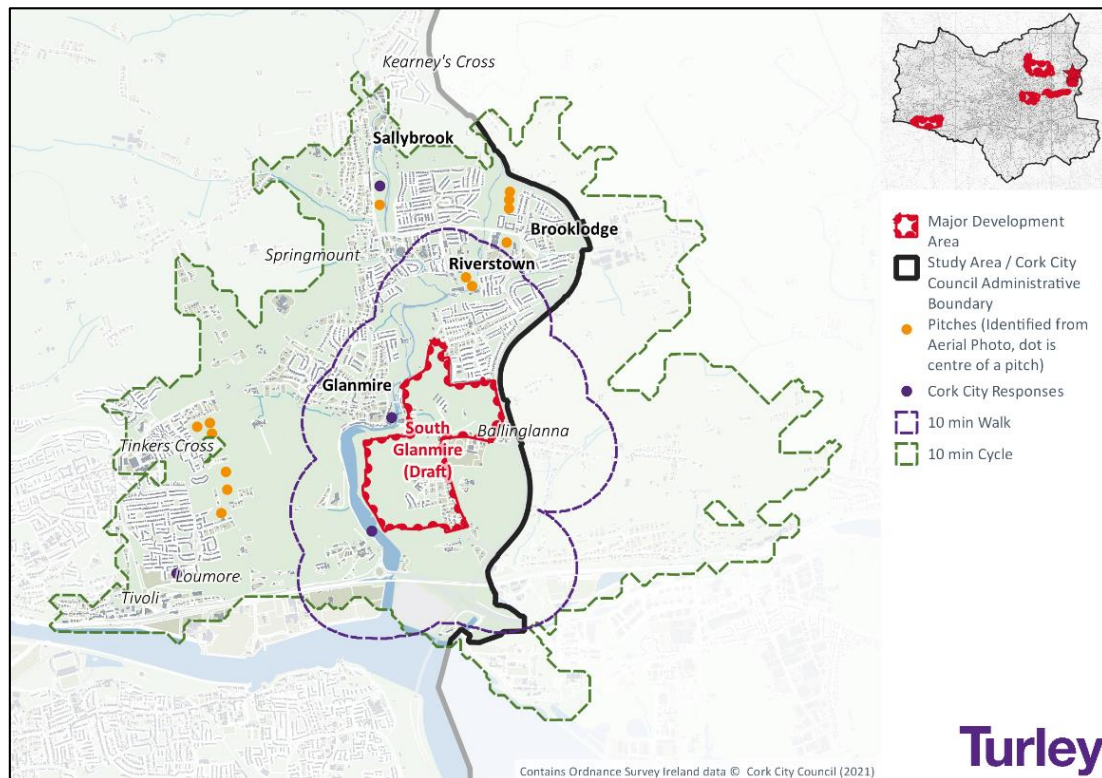 Kearney's Cross
Sallybrook
Brooklodge
Springmount
Riverstown
Glanmire
Ballinglanna
South
Glanmire
(Draft)
Tinkers Cross
Loumore
Tivoli
Major Development
Area
Study Area / Cork City
Council Administrative
Boundary
Pitches (Identified from
Aerial Photo, dot is
centre of a pitch)
Cork City Responses
10 min Walk
10 min Cycle
Contains Ordnance Survey Ireland data © Cork City Council (2021)
Turley